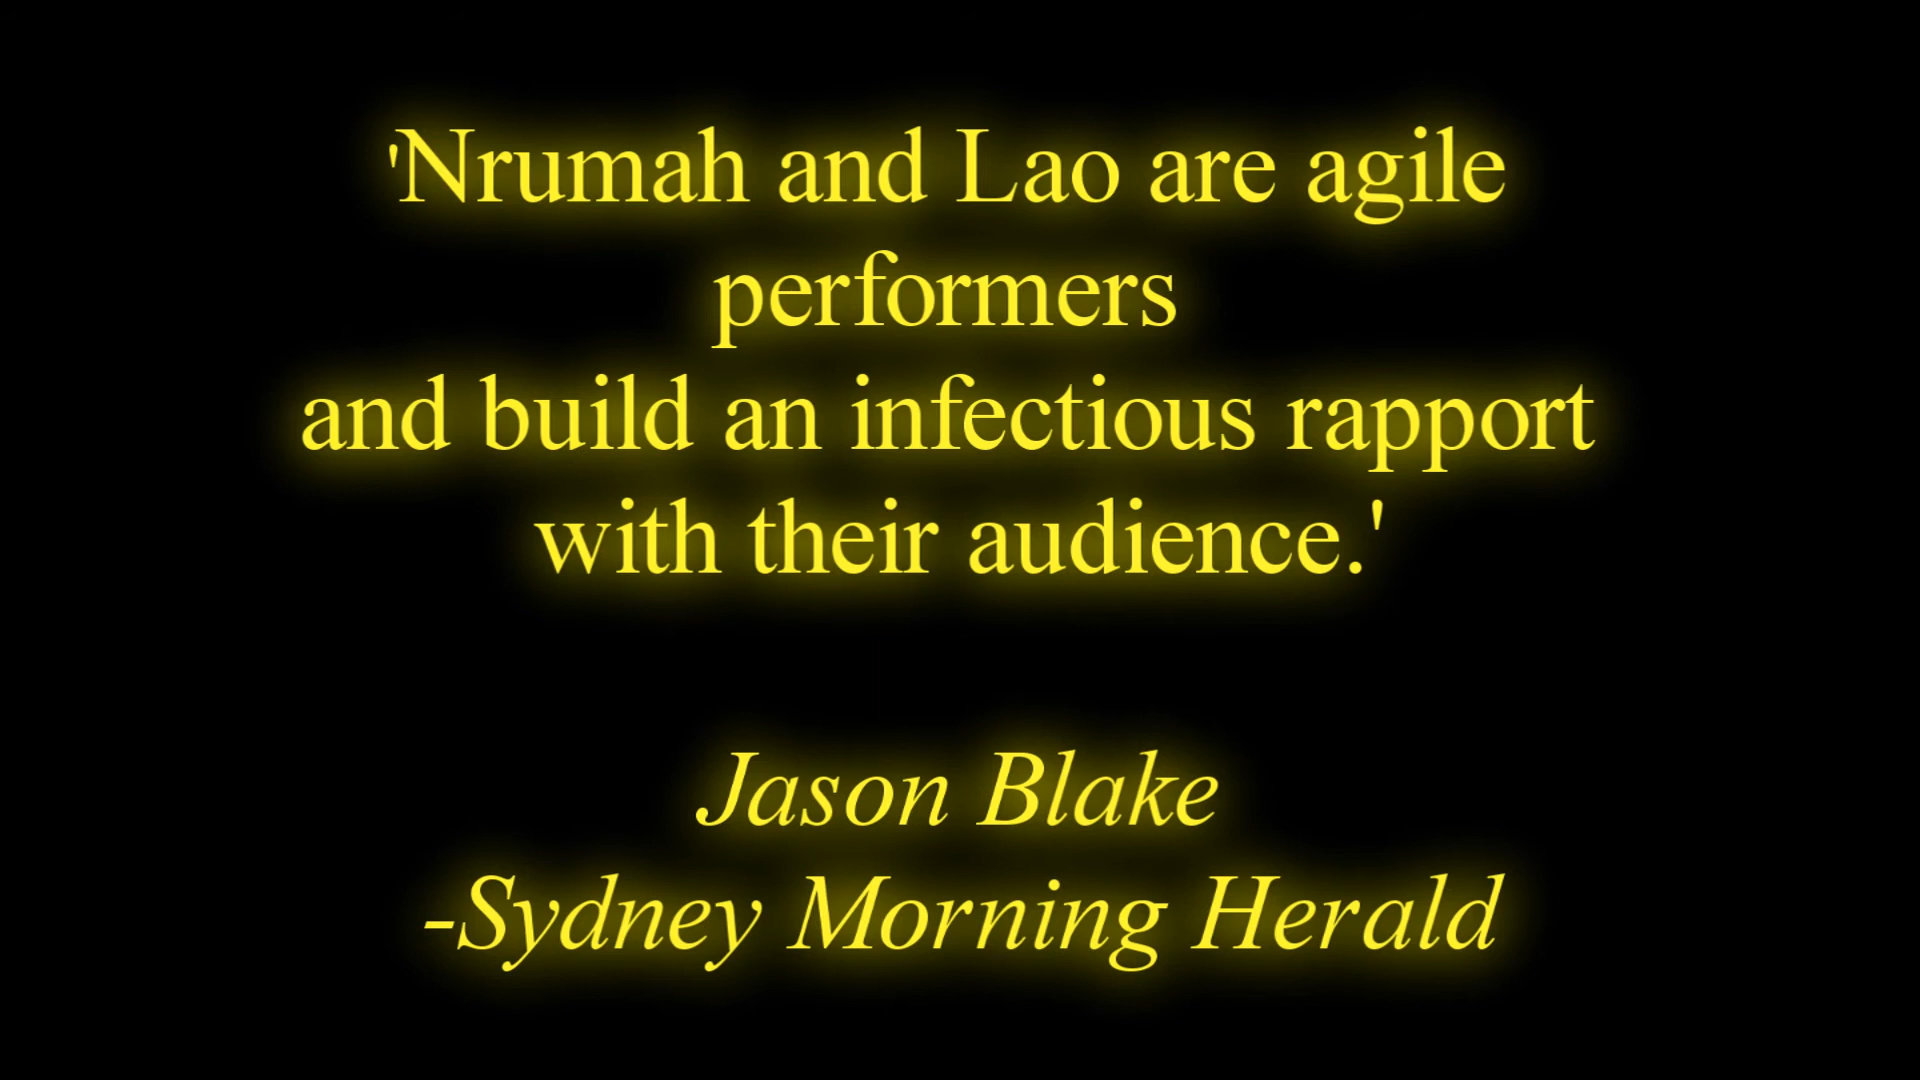 'Nrumah and Lao are agile
performers
and build an infectious rapport
with their audience.'
Jason Blake
-Sydney Morning Herald